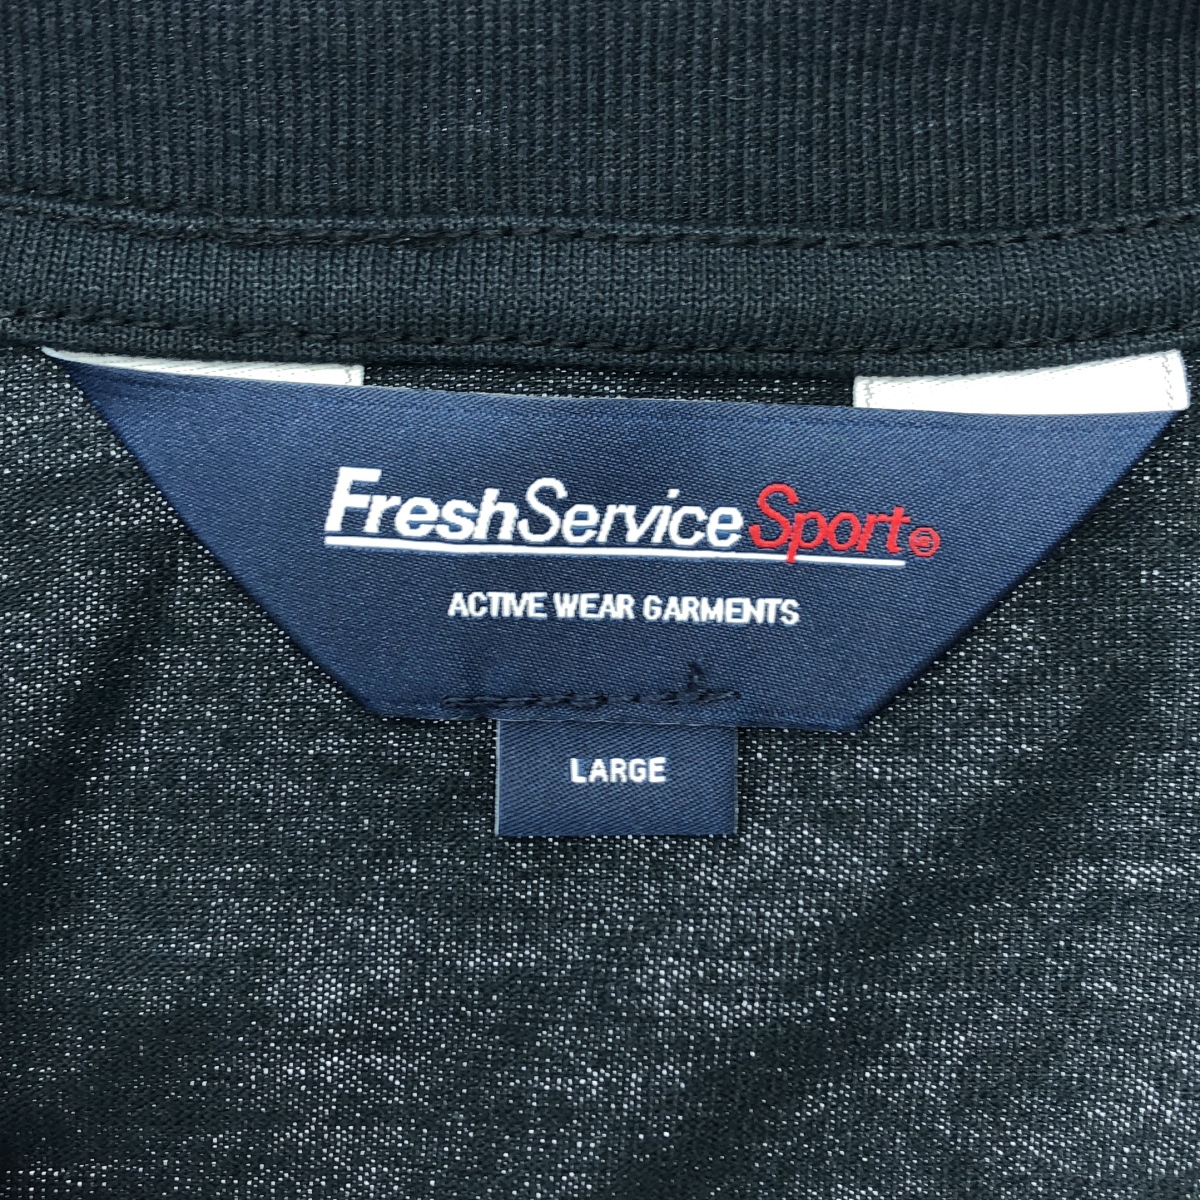 FreshServiceSport
ACTIVE WEAR GARMENTS
LARGE